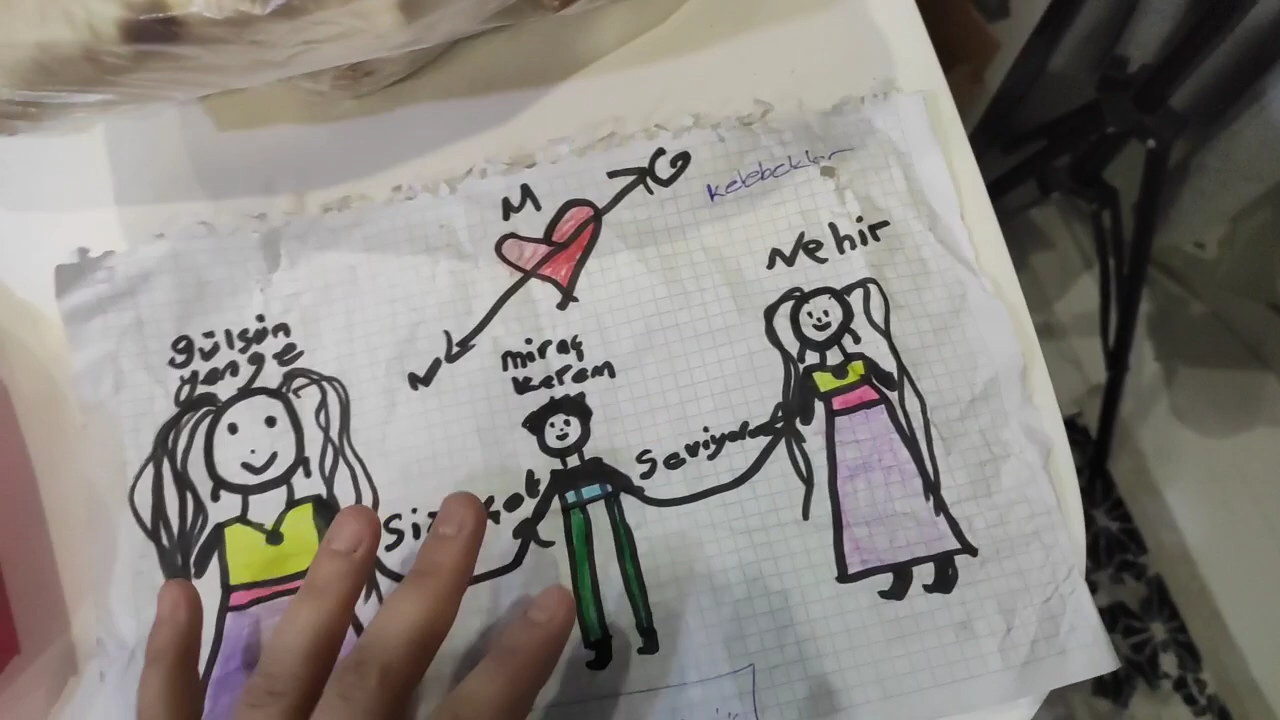 M
G
Kelebekler
N
Nehir
gülsün
yenge
miraç
kerem
Seviyor